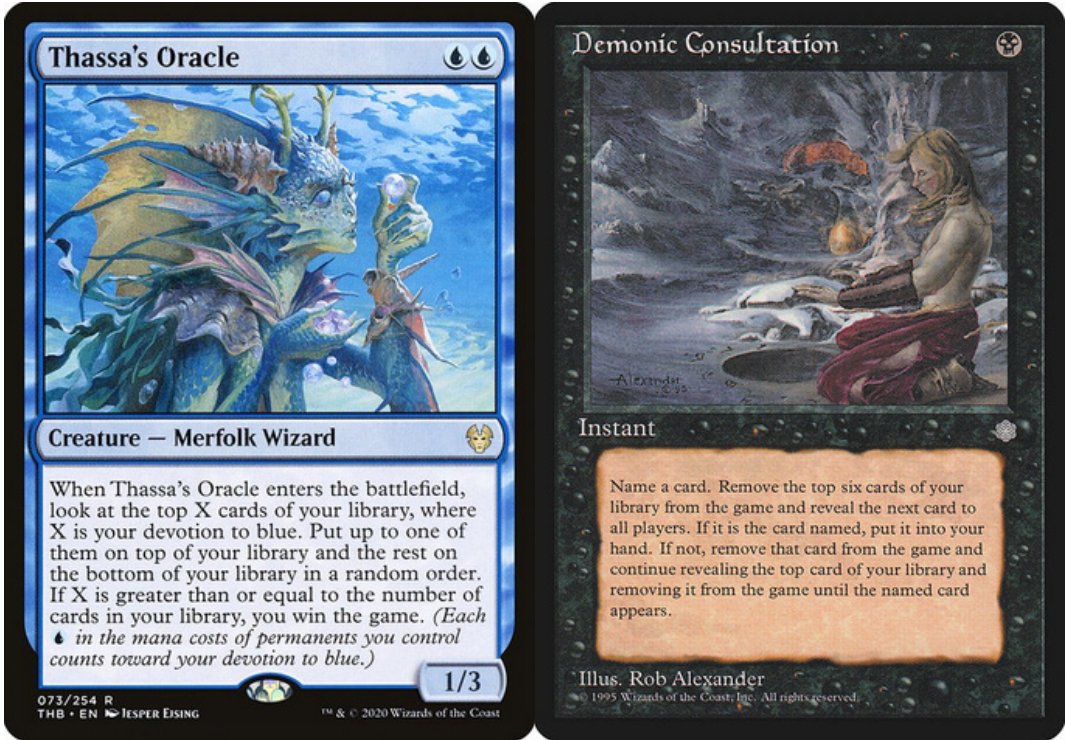 Thassa's Oracle
Creature — Merfolk Wizard
When Thassa's Oracle enters the battlefield,
look at the top X cards of your library, where
X is your devotion to blue. Put up to one of
them on top of your library and the rest on
the bottom of your library in a random order.
If X is greater than or equal to the number of
cards in your library, you win the game. (Each
in the mana costs of permanents you control
counts toward your devotion to blue.)
1/3
073/254 R
THB • EN JESPER EISING
™ & © 2020 Wizards of the Coast
Demonic Consultation
Alexander
Instant
Name a card. Remove the top six cards of your
library from the game and reveal the next card to
all players. If it is the card named, put it into your
hand. If not, remove that card from the game and
continue revealing the top card of your library and
removing it from the game until the named card
appears.
Illus. Rob Alexander
© 1995 Wizards of the Coast, Inc. All rights reserved.